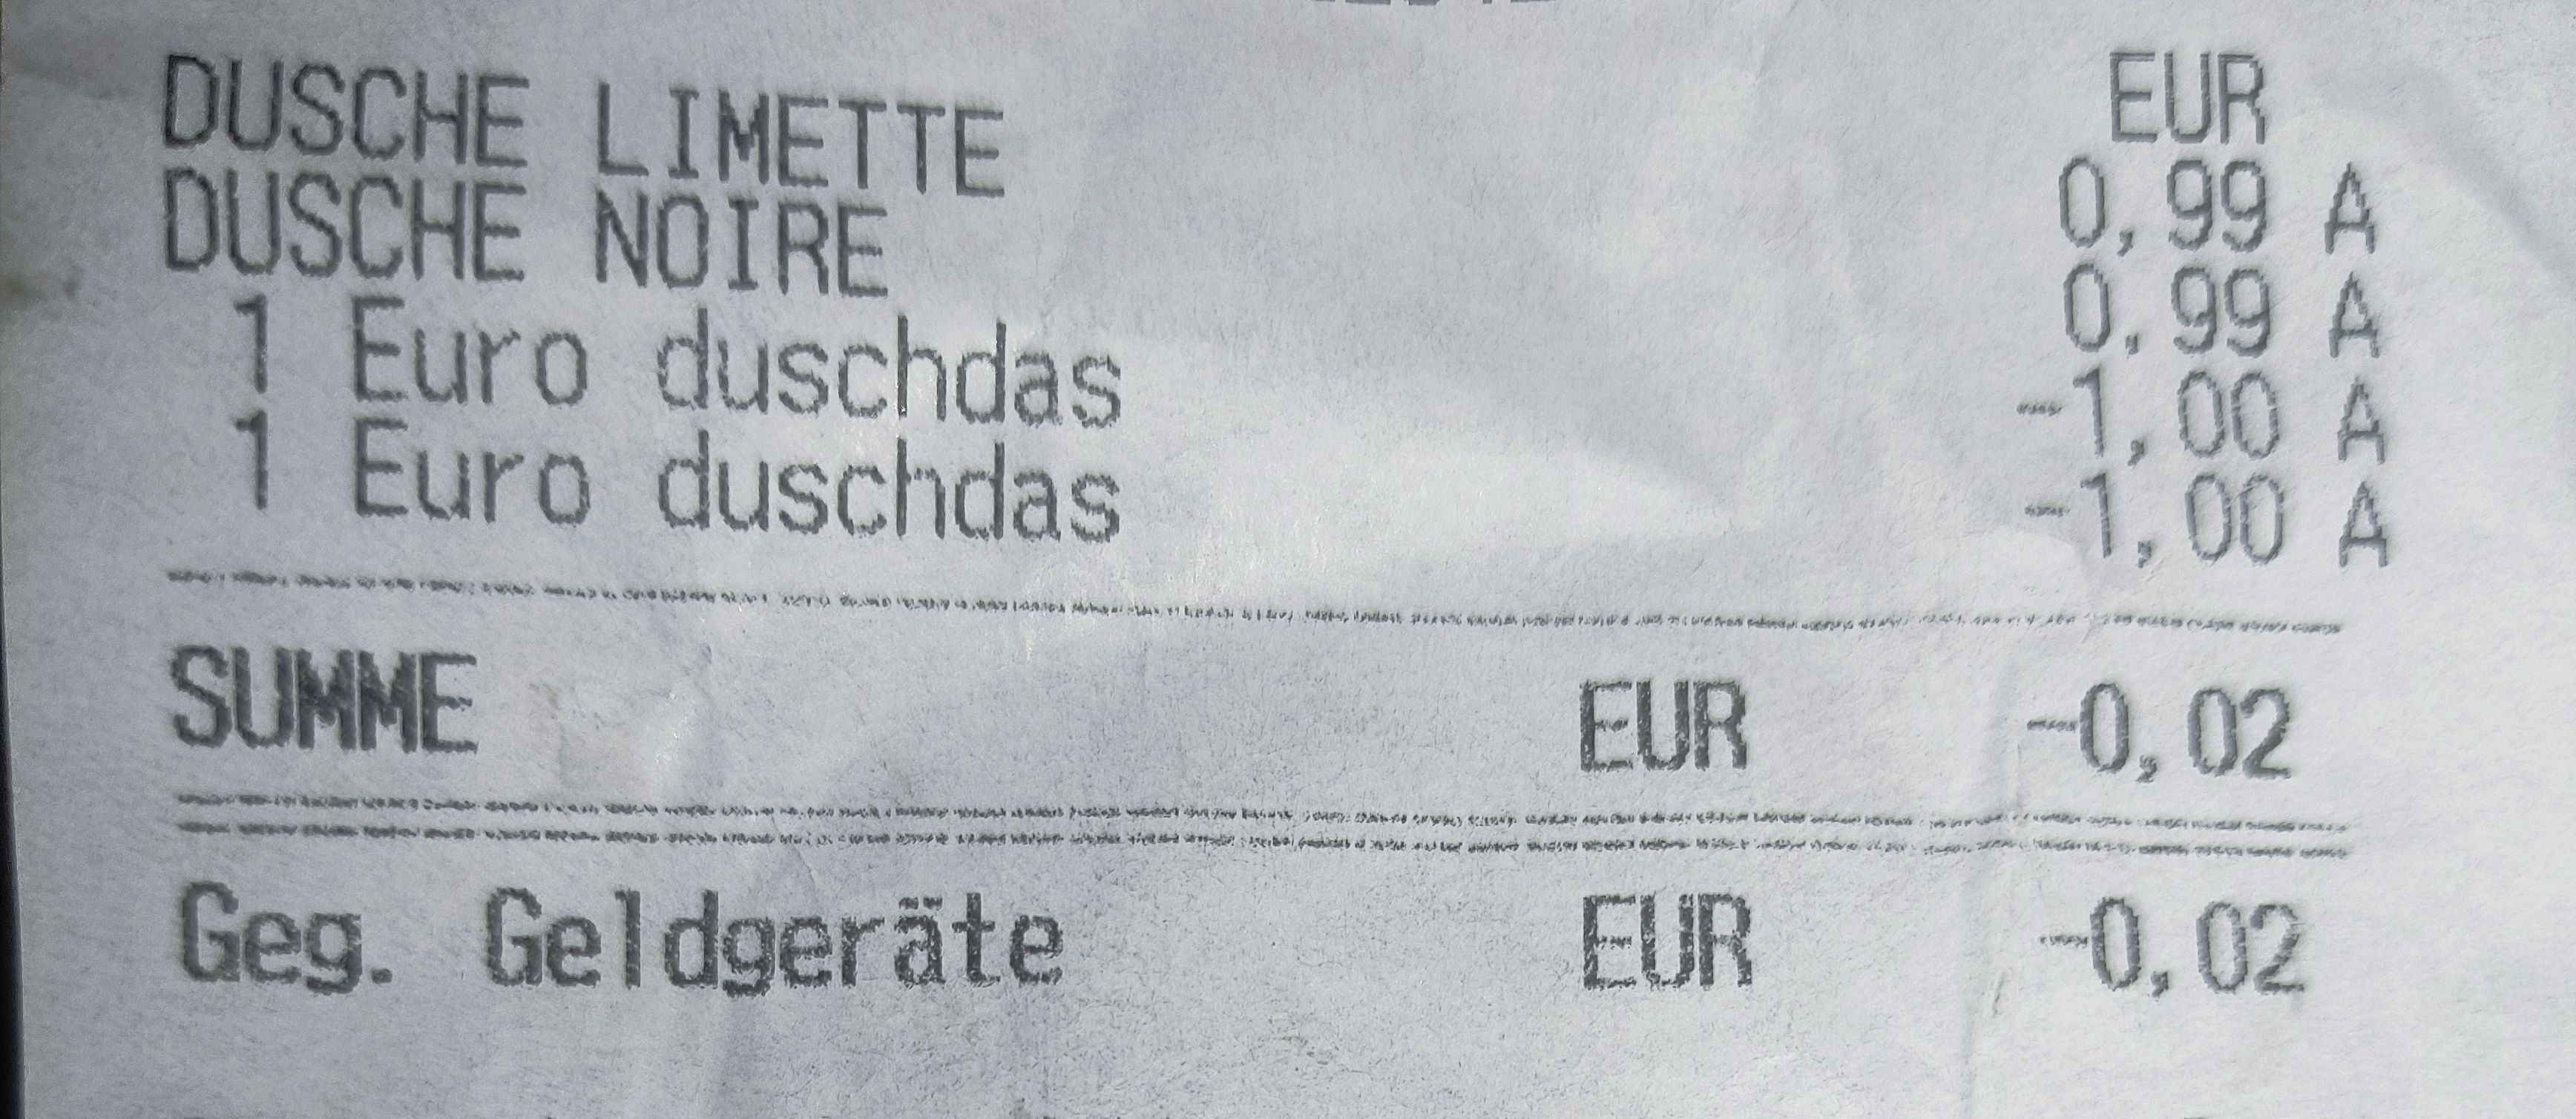 EUR
DUSCHE LIMETTE 0,99 A
DUSCHE NOIRE 0,99 A
1 Euro duschdas -1,00 A
1 Euro duschdas -1,00 A
SUMME EUR -0,02
Geg. Geldgeräte EUR -0,02